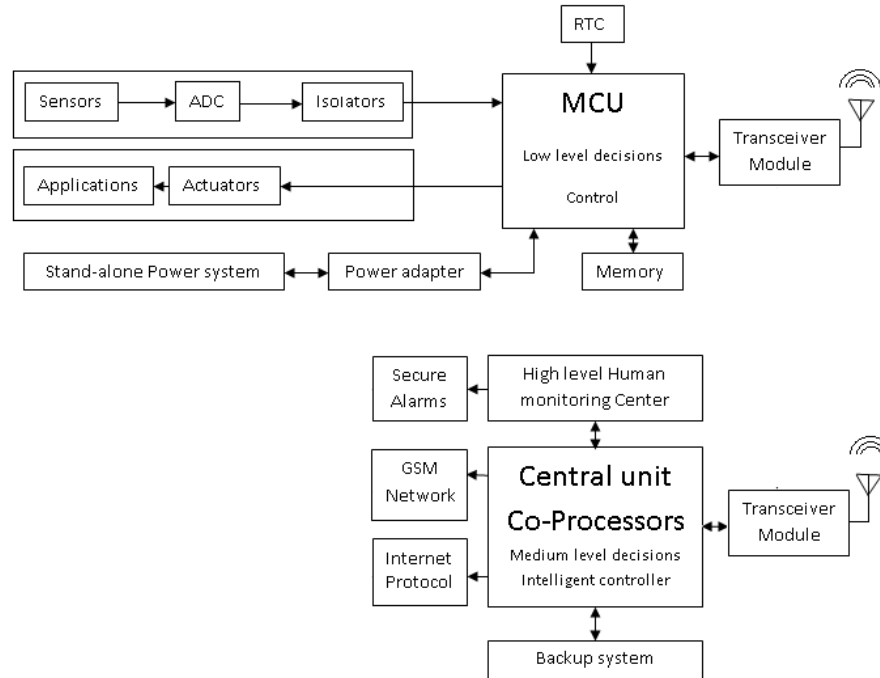 RTC
Sensors
ADC
Isolators
MCU
Low level decisions
Control
Transceiver
Module
Applications
Actuators
Stand-alone Power system
Power adapter
Memory
Secure
Alarms
High level Human
monitoring Center
GSM
Network
Central unit
Co-Processors
Medium level decisions
Intelligent controller
Transceiver
Module
Internet
Protocol
Backup system